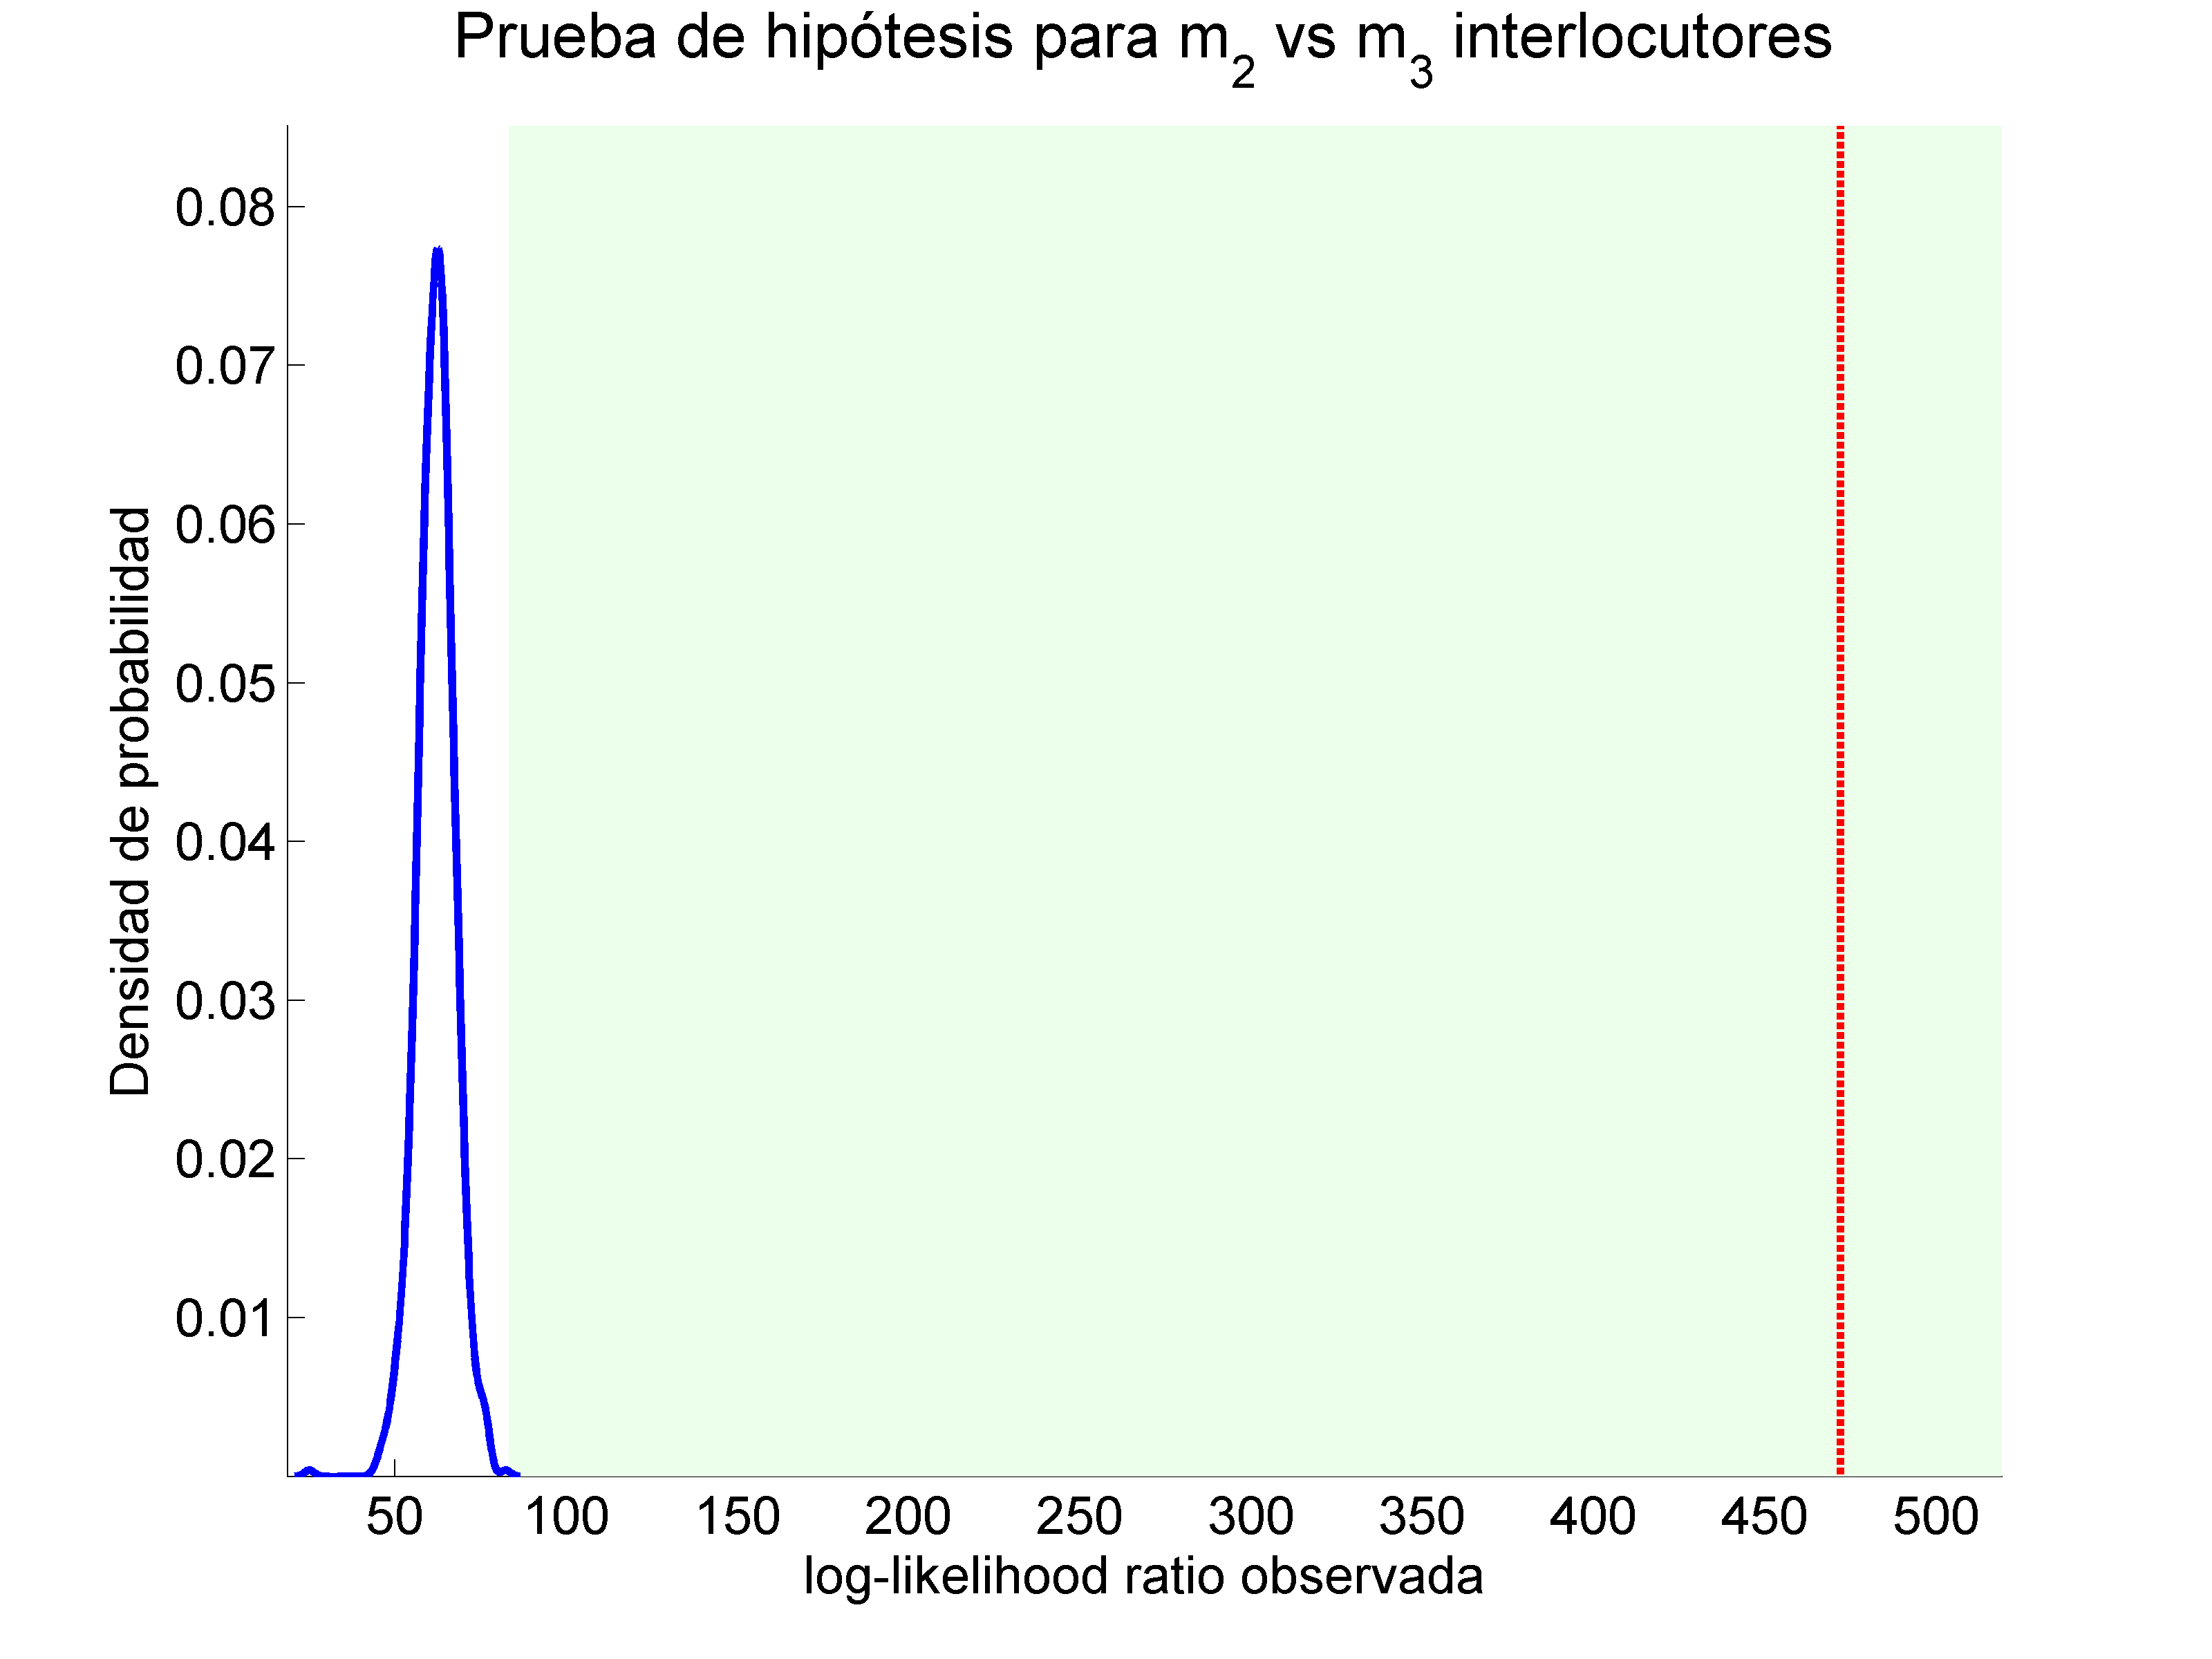 Prueba de hipótesis para m2 vs m3 interlocutores
Densidad de probabilidad
0.08
0.07
0.06
0.05
0.04
0.03
0.02
0.01
50 100 150 200 250 300 350 400 450 500
log-likelihood ratio observada